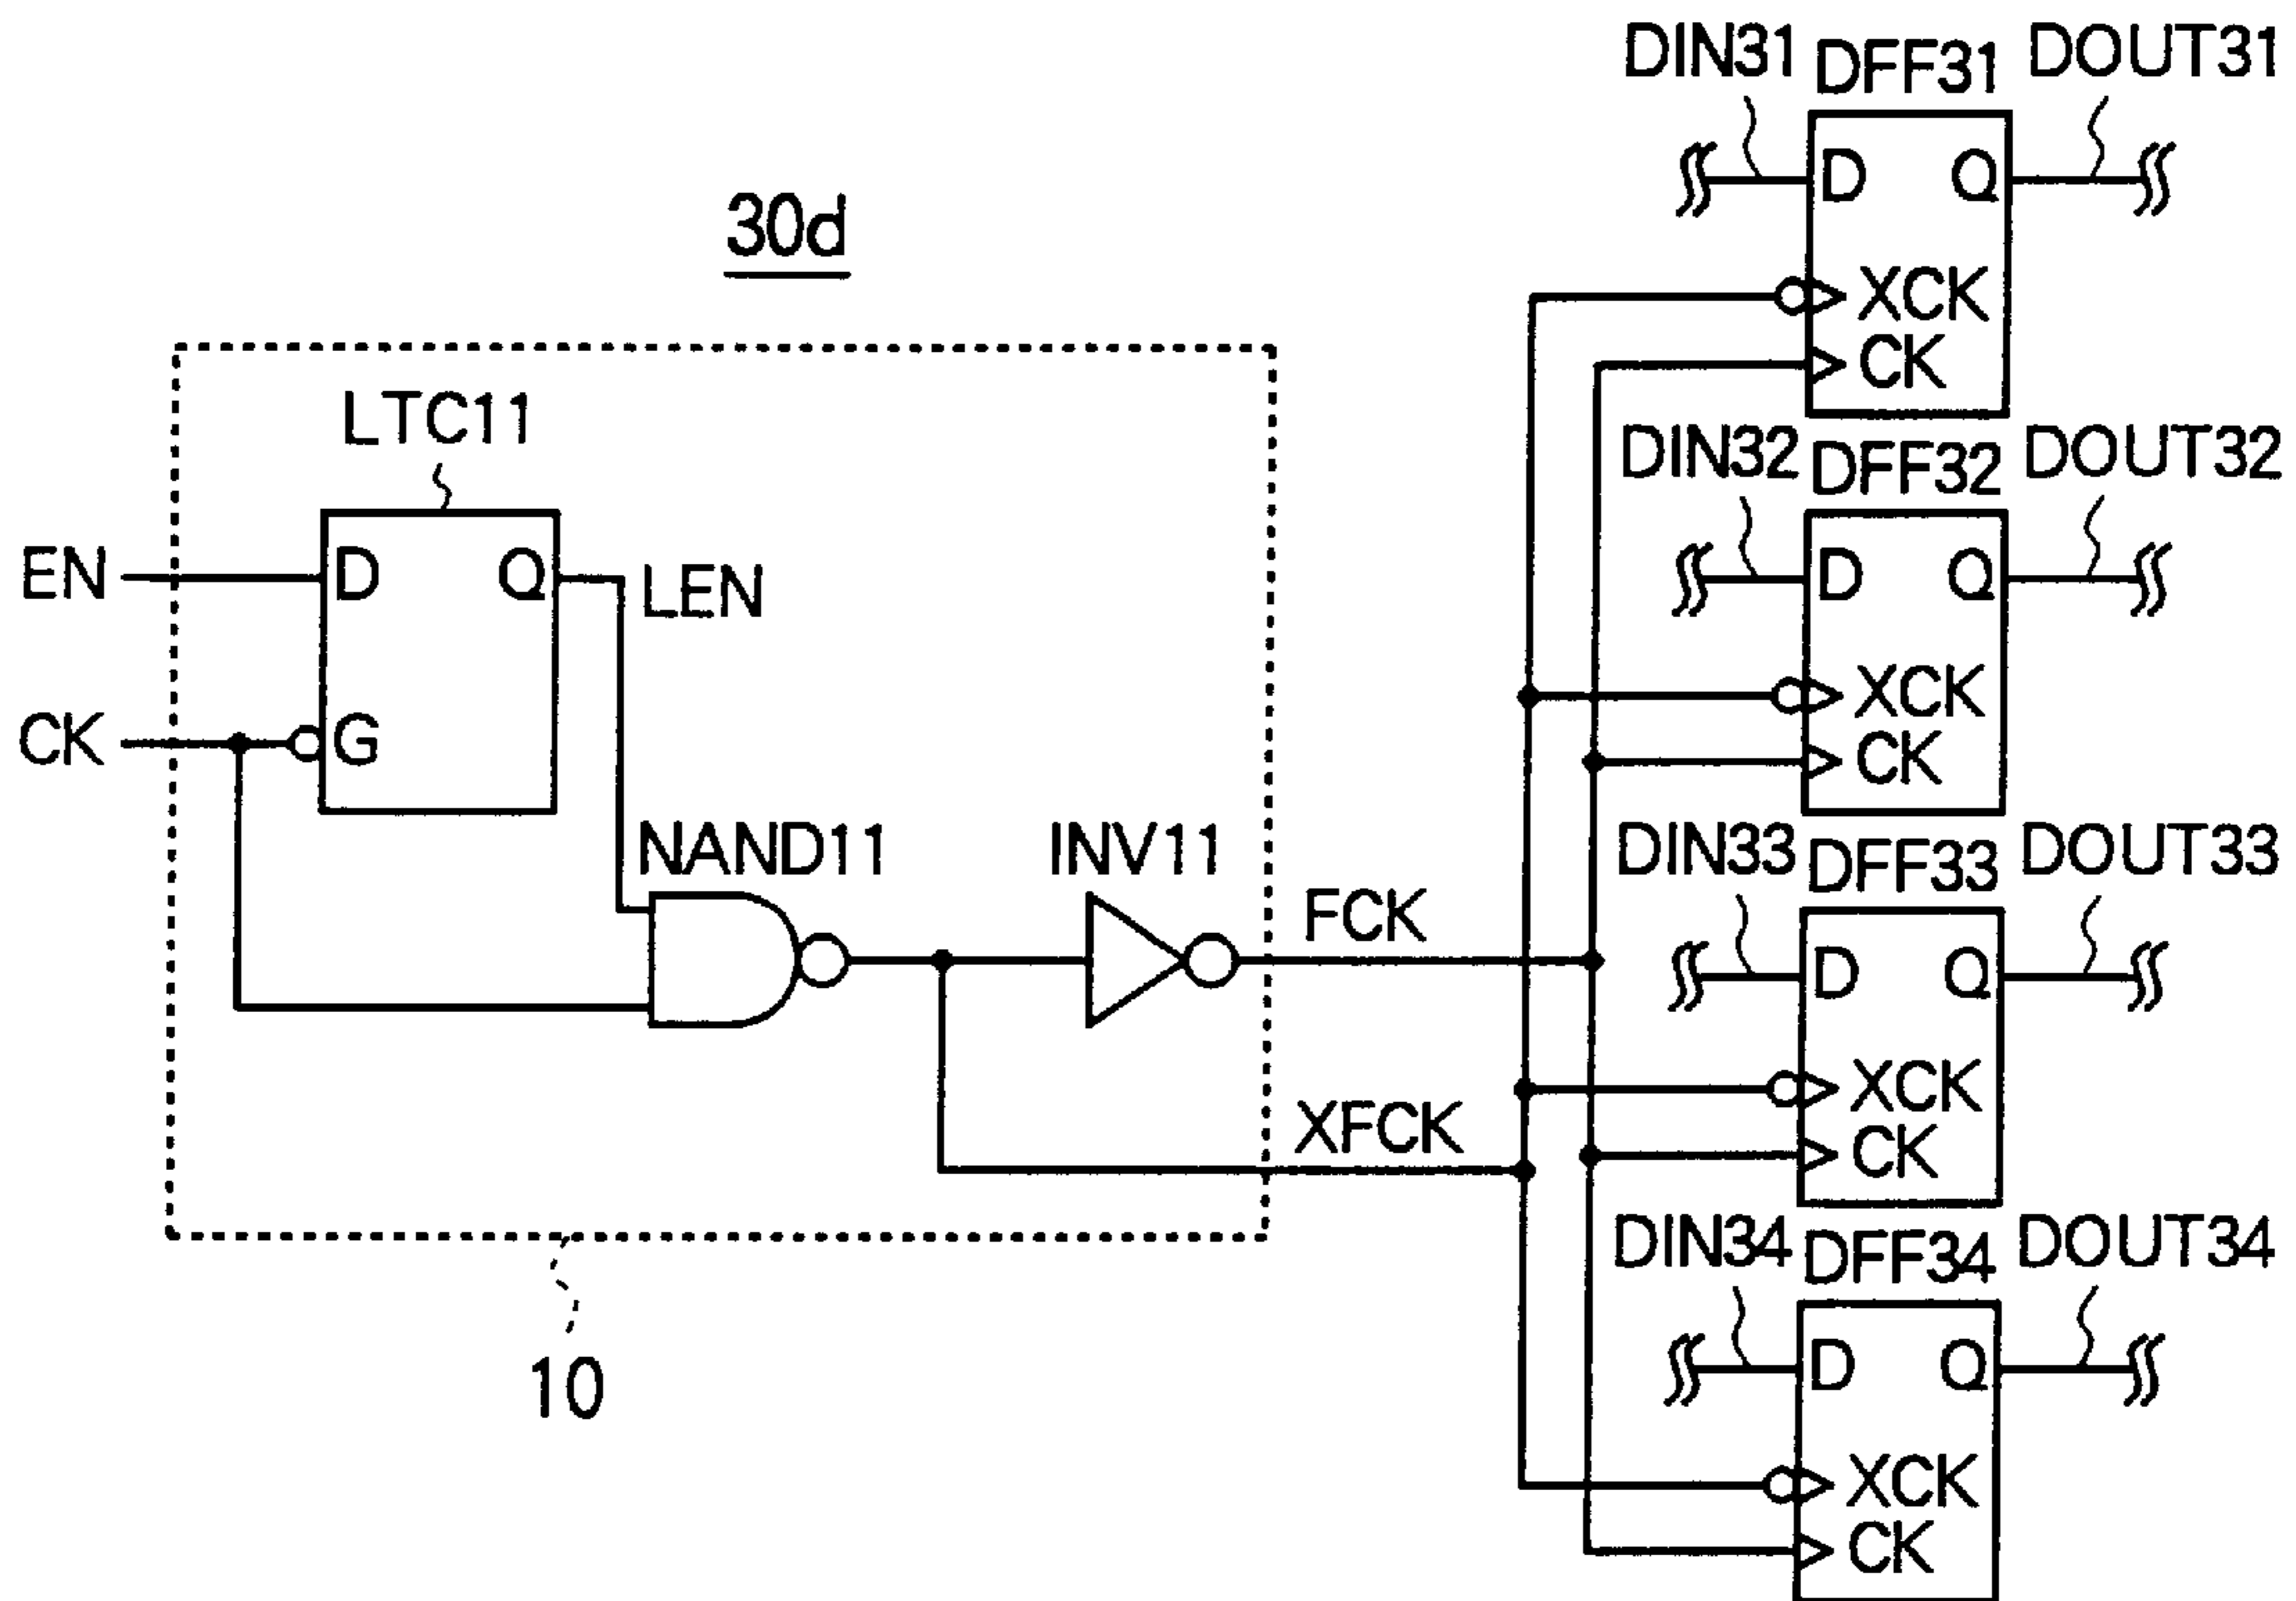 30d
LTC11
EN
D
Q
LEN
CK
G
NAND11
INV11
FCK
XFCK
10
DIN31
DFF31
DOUT31
D
Q
XCK
CK
DIN32
DFF32
DOUT32
D
Q
XCK
CK
DIN33
DFF33
DOUT33
D
Q
XCK
CK
DIN34
DFF34
DOUT34
D
Q
XCK
CK